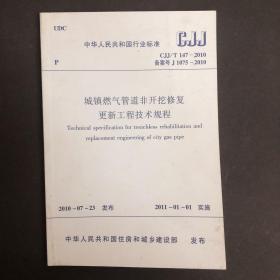 UDC
中华人民共和国行业标准
CJJ
CJJ/T 147-2010
P
备案号 J 1075-2010
城镇燃气管道非开挖修复
更新工程技术规程
Technical specification for trenchless rehabilitation and
replacement engineering of city gas pipe
2010-07-23 发布
2011-01-01 实施
中华人民共和国住房和城乡建设部 发布